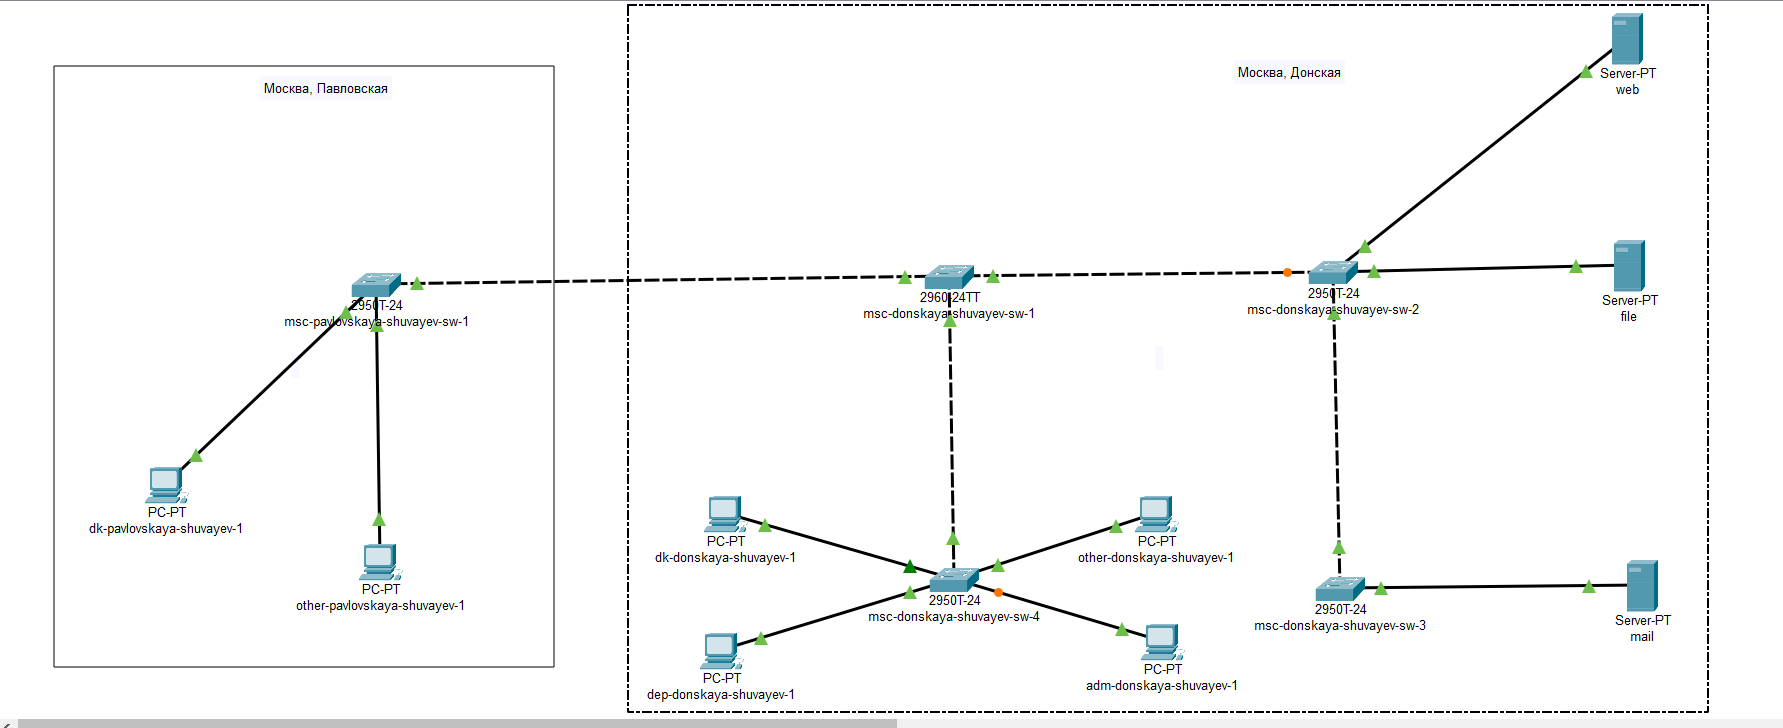 Москва, Павловская
2950T-24
msc-pavlovskaya-shuvayev-sw-1
PC-PT
dk-pavlovskaya-shuvayev-1
PC-PT
other-pavlovskaya-shuvayev-1
Москва, Донская
Server-PT
web
2960-24TT
msc-donskaya-shuvayev-sw-1
2950T-24
msc-donskaya-shuvayev-sw-2
Server-PT
file
PC-PT
dk-donskaya-shuvayev-1
PC-PT
other-donskaya-shuvayev-1
2950T-24
msc-donskaya-shuvayev-sw-4
PC-PT
dep-donskaya-shuvayev-1
PC-PT
adm-donskaya-shuvayev-1
2950T-24
msc-donskaya-shuvayev-sw-3
Server-PT
mail